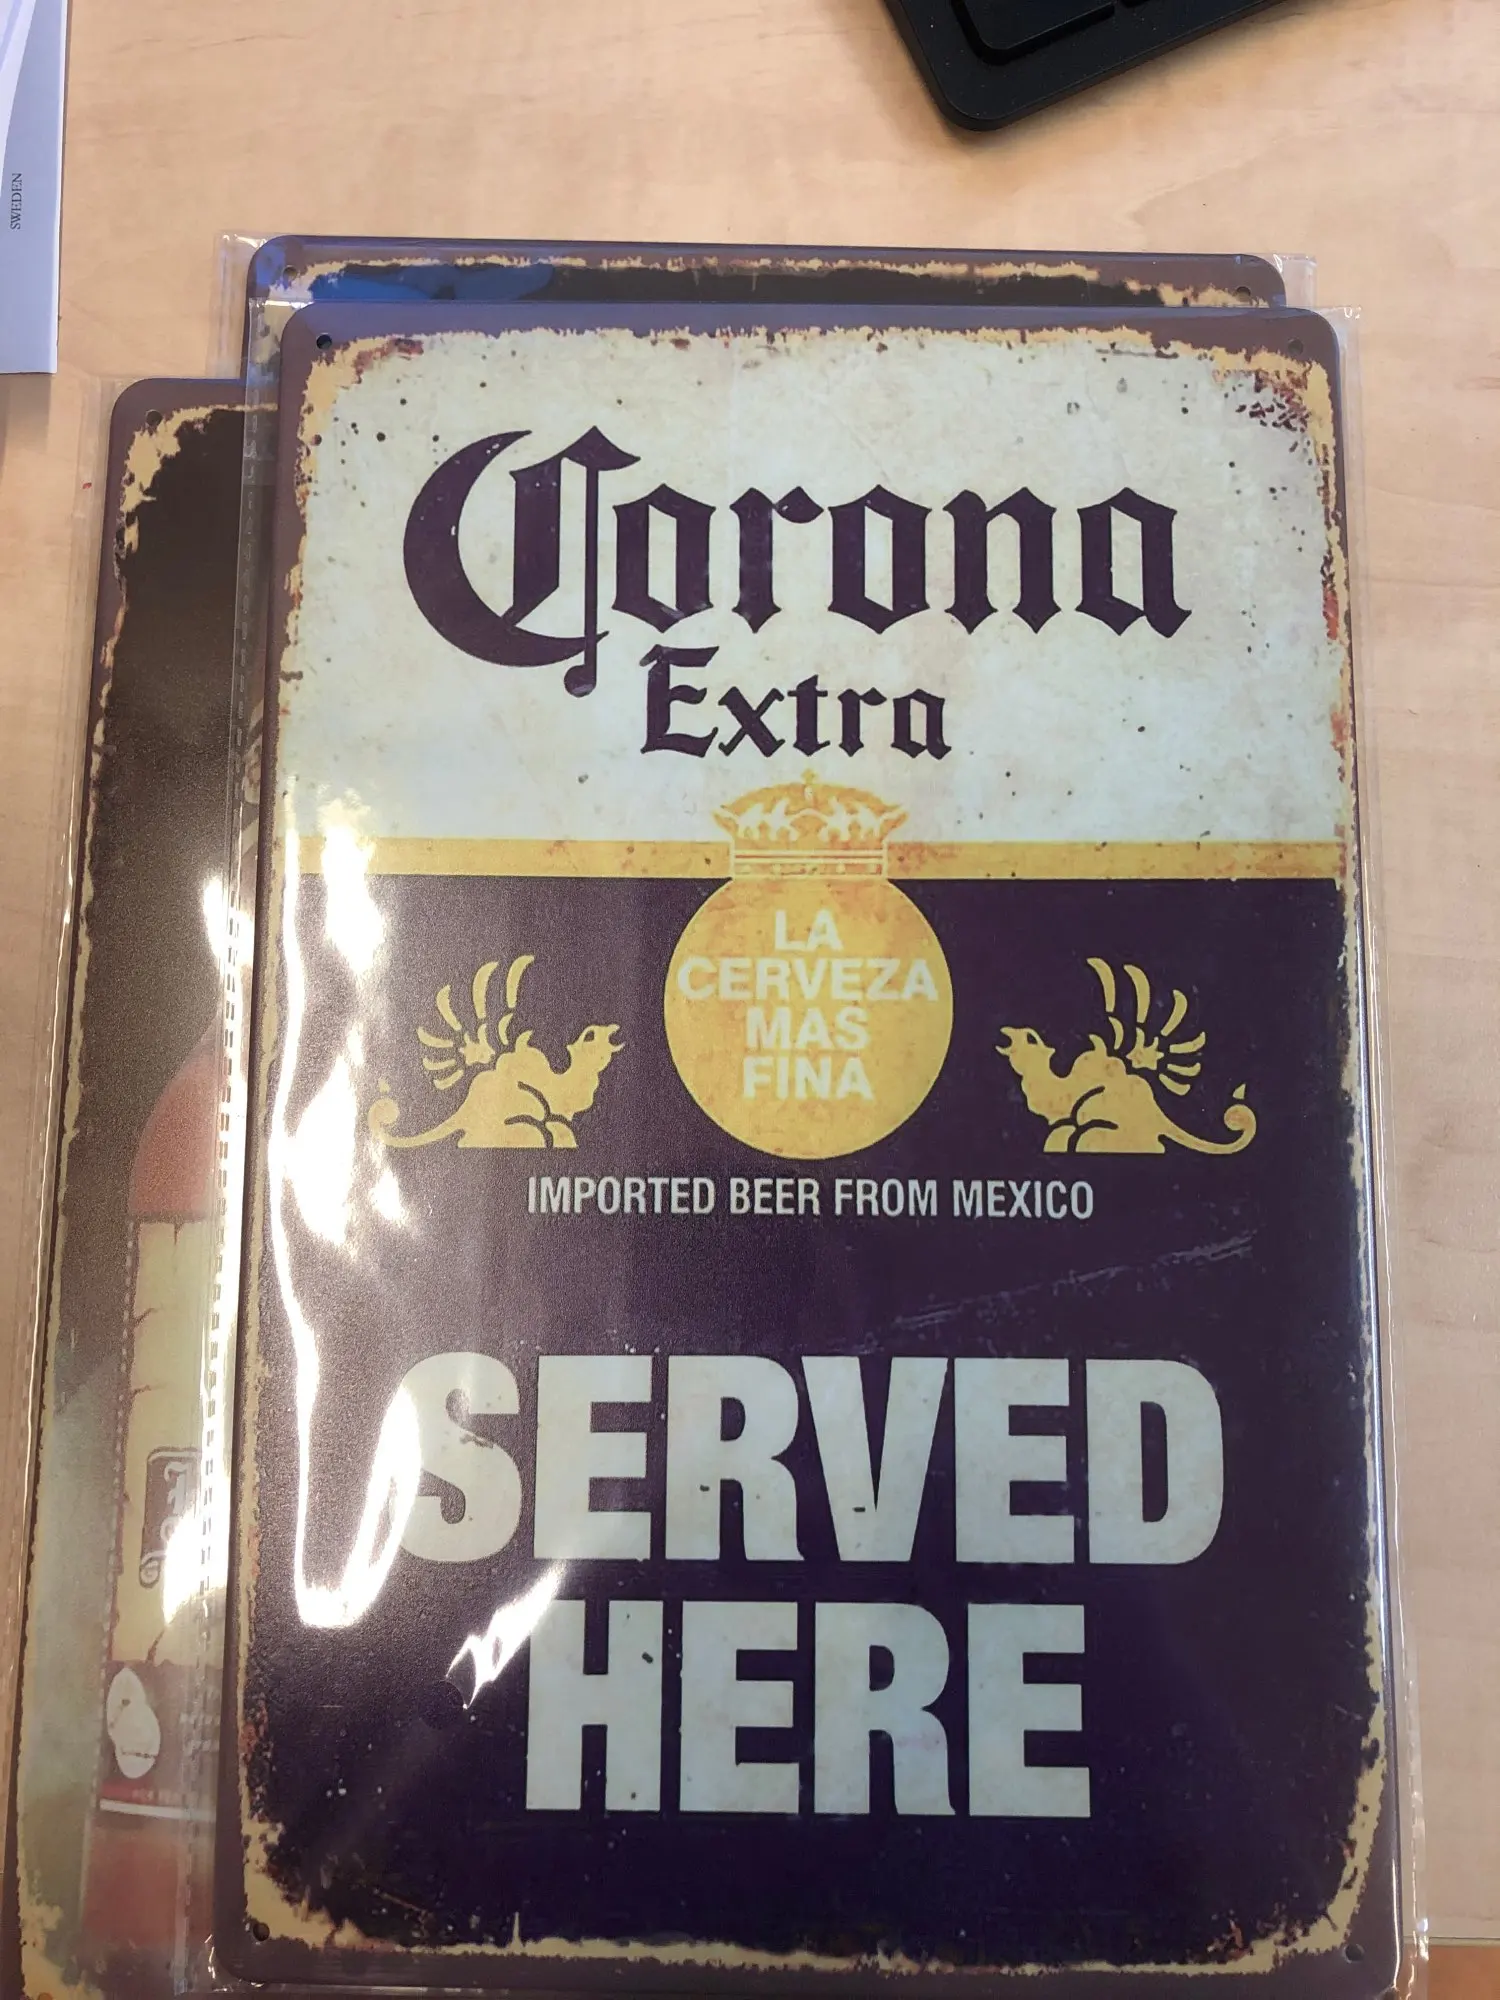 SWEDEN
Corona
Extra
LA
CERVEZA
MAS
FINA
IMPORTED BEER FROM MEXICO
SERVED
HERE